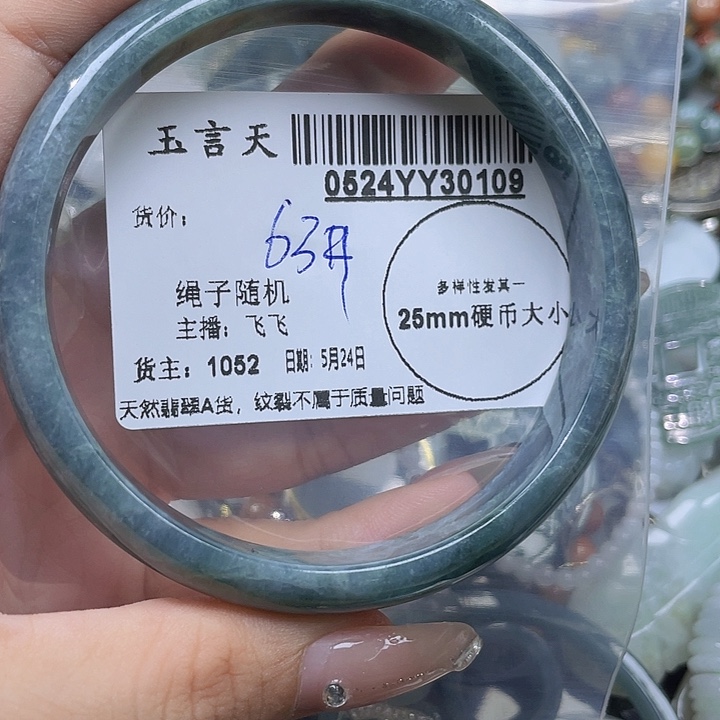 玉言天
0524YY30109
货价：
63
绳子随机
主播：飞飞
多样性发其一
25mm硬币大小
货主：1052 日期：5月24日
天然翡翠A货，纹裂不属于质量问题